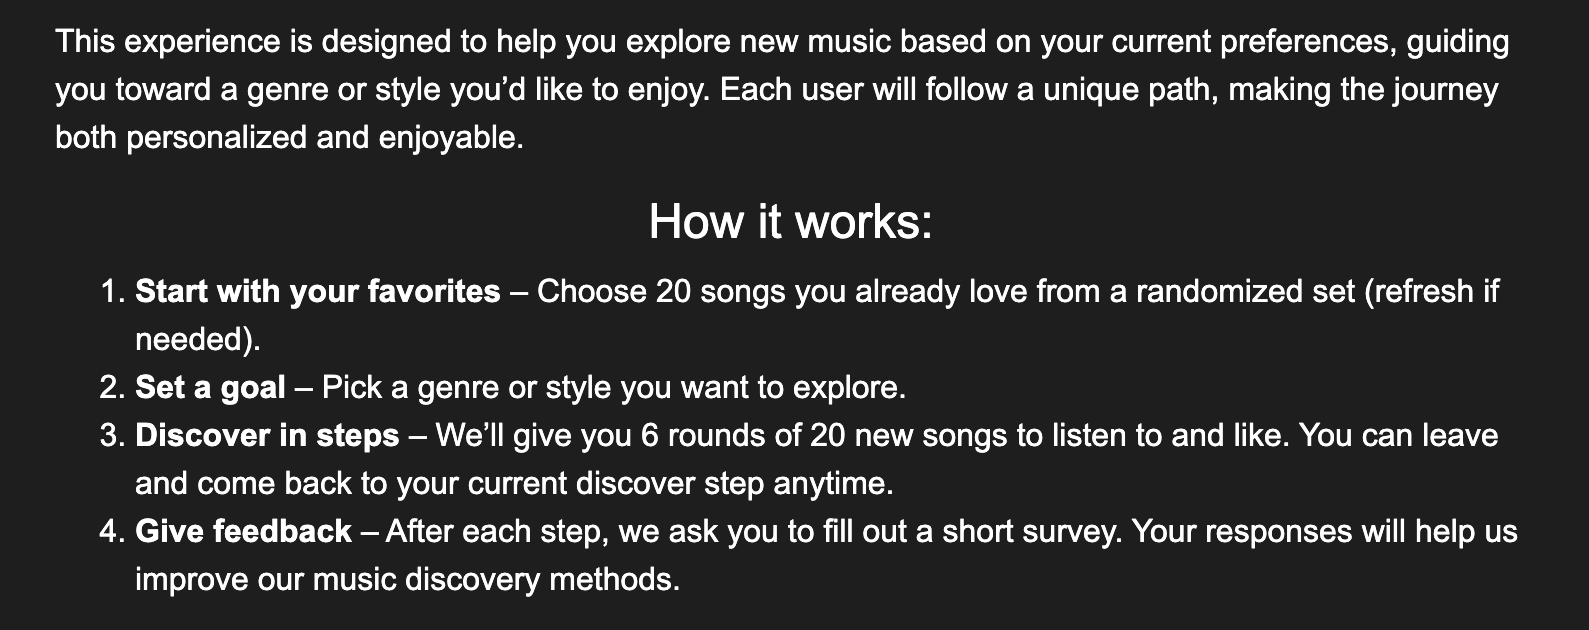 This experience is designed to help you explore new music based on your current preferences, guiding
you toward a genre or style you’d like to enjoy. Each user will follow a unique path, making the journey
both personalized and enjoyable.
How it works:
1. Start with your favorites – Choose 20 songs you already love from a randomized set (refresh if
needed).
2. Set a goal – Pick a genre or style you want to explore.
3. Discover in steps – We’ll give you 6 rounds of 20 new songs to listen to and like. You can leave
and come back to your current discover step anytime.
4. Give feedback – After each step, we ask you to fill out a short survey. Your responses will help us
improve our music discovery methods.